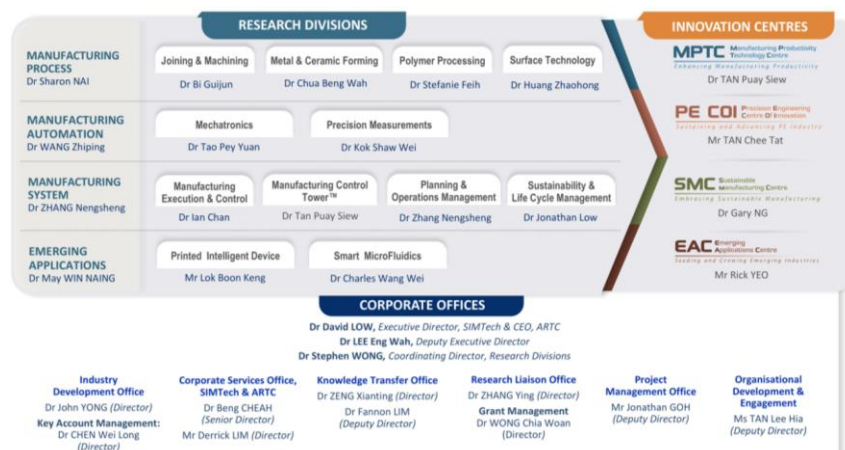 RESEARCH DIVISIONS
INNOVATION CENTRES
MANUFACTURING
PROCESS
Dr Sharon NAI
Joining & Machining
Dr Bi Guijun
Metal & Ceramic Forming
Dr Chua Beng Wah
Polymer Processing
Dr Stefanie Feih
Surface Technology
Dr Huang Zhaohong
MANUFACTURING
AUTOMATION
Dr WANG Zhiping
Mechatronics
Dr Tao Pey Yuan
Precision Measurements
Dr Kok Shaw Wei
MANUFACTURING
SYSTEM
Dr ZHANG Nengsheng
Manufacturing
Execution & Control
Dr Ian Chan
Manufacturing Control
Tower™
Dr Tan Puay Siew
Planning &
Operations Management
Dr Zhang Nengsheng
Sustainability &
Life Cycle Management
Dr Jonathan Low
EMERGING
APPLICATIONS
Dr May WIN NAING
Printed Intelligent Device
Mr Lok Boon Keng
Smart MicroFluidics
Dr Charles Wang Wei
MPTC Manufacturing Productivity
Technology Centre
Enhancing Manufacturing Productivity
Dr TAN Puay Siew
PE COI Precision Engineering
Centre Of Innovation
Sustaining and Advancing PE Industry
Mr TAN Chee Tat
SMC Sustainable
Manufacturing Centre
Embracing Sustainable Manufacturing
Dr Gary NG
EAC Emerging
Applications Centre
Seeding and Growing Emerging Industries
Mr Rick YEO
CORPORATE OFFICES
Dr David LOW, Executive Director, SIMTech & CEO, ARTC
Dr LEE Eng Wah, Deputy Executive Director
Dr Stephen WONG, Coordinating Director, Research Divisions
Industry
Development Office
Dr John YONG (Director)
Key Account Management:
Dr CHEN Wei Long
(Director)
Corporate Services Office,
SIMTech & ARTC
Dr Beng CHEAH
(Senior Director)
Mr Derrick LIM (Director)
Knowledge Transfer Office
Dr ZENG Xianting (Director)
Dr Fannon LIM
(Deputy Director)
Research Liaison Office
Dr ZHANG Ying (Director)
Grant Management
Dr WONG Chia Woan
(Director)
Project
Management Office
Mr Jonathan GOH
(Deputy Director)
Organisational
Development &
Engagement
Ms TAN Lee Hia
(Deputy Director)